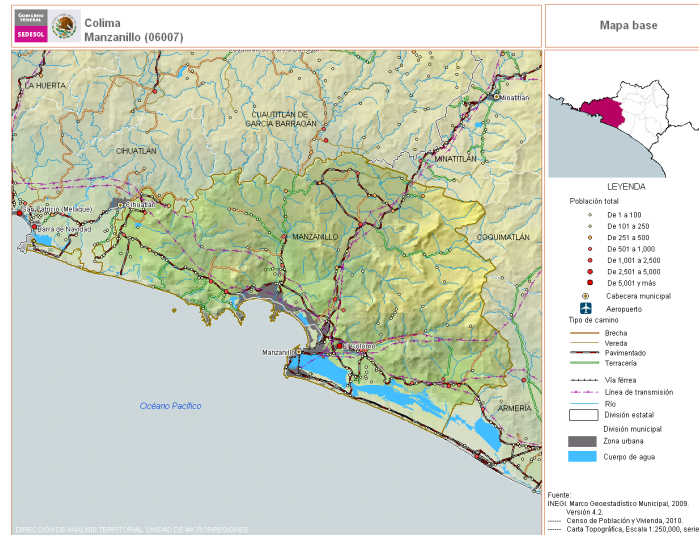 GOBIERNO
FEDERAL
SEDESOL
Colima
Manzanillo (06007)
Mapa base
LA HUERTA
CUAUTITLÁN DE
GARCÍA BARRAGÁN
Minatitlán
CIHUATLÁN
MINATITLÁN
Cihuatlán
San Patricio (Melaque)
Barra de Navidad
MANZANILLO
COQUIMATLÁN
Manzanillo
ARMERÍA
Océano Pacífico
DIRECCIÓN DE ANÁLISIS TERRITORIAL. UNIDAD DE MICRORREGIONES
LEYENDA
Población total
De 1 a 100
De 101 a 250
De 251 a 500
De 501 a 1,000
De 1,001 a 2,500
De 2,501 a 5,000
De 5,001 y más
Cabecera municipal
Aeropuerto
Tipo de camino
Brecha
Vereda
Pavimentado
Terracería
Vía férrea
Línea de transmisión
Río
División estatal
División municipal
Zona urbana
Cuerpo de agua
Fuente:
INEGI. Marco Geoestadístico Municipal, 2009.
Versión 4.2.
Censo de Población y Vivienda, 2010.
Carta Topográfica, Escala 1:250,000, serie